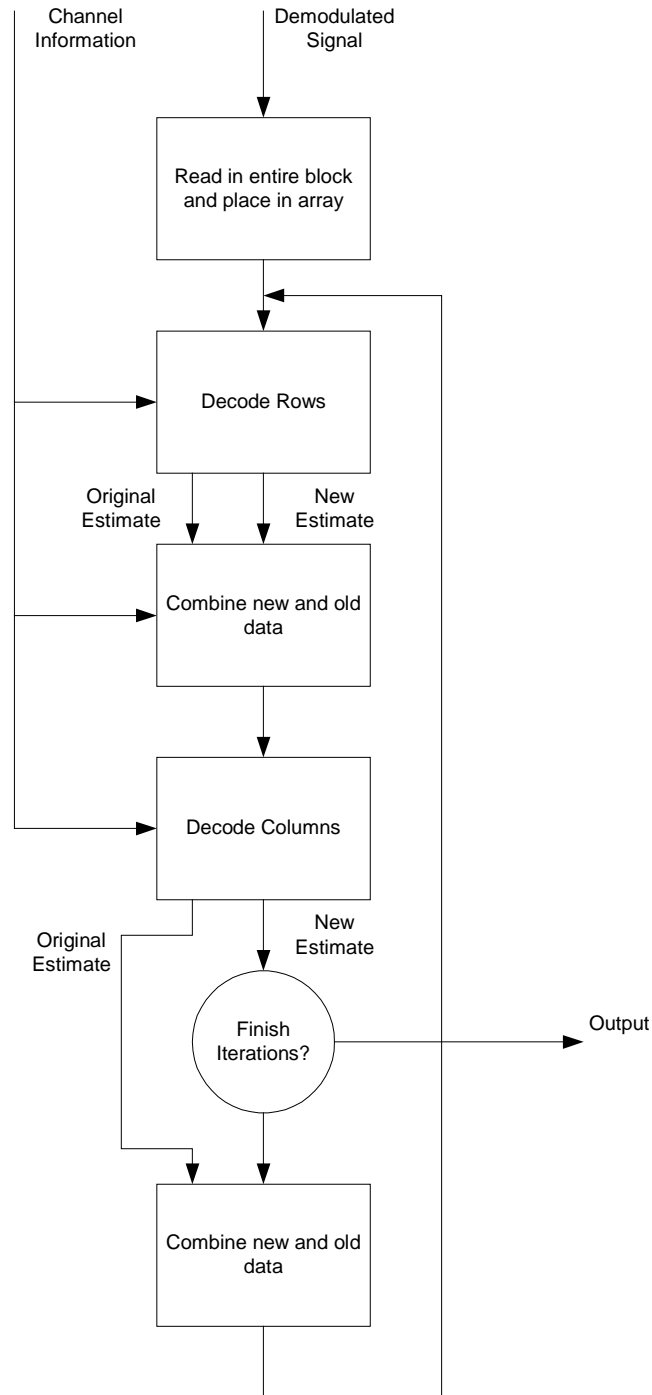 Channel
Information
Demodulated
Signal
Read in entire block
and place in array
Decode Rows
Original
Estimate
New
Estimate
Combine new and old
data
Decode Columns
Original
Estimate
New
Estimate
Finish
Iterations?
Output
Combine new and old
data